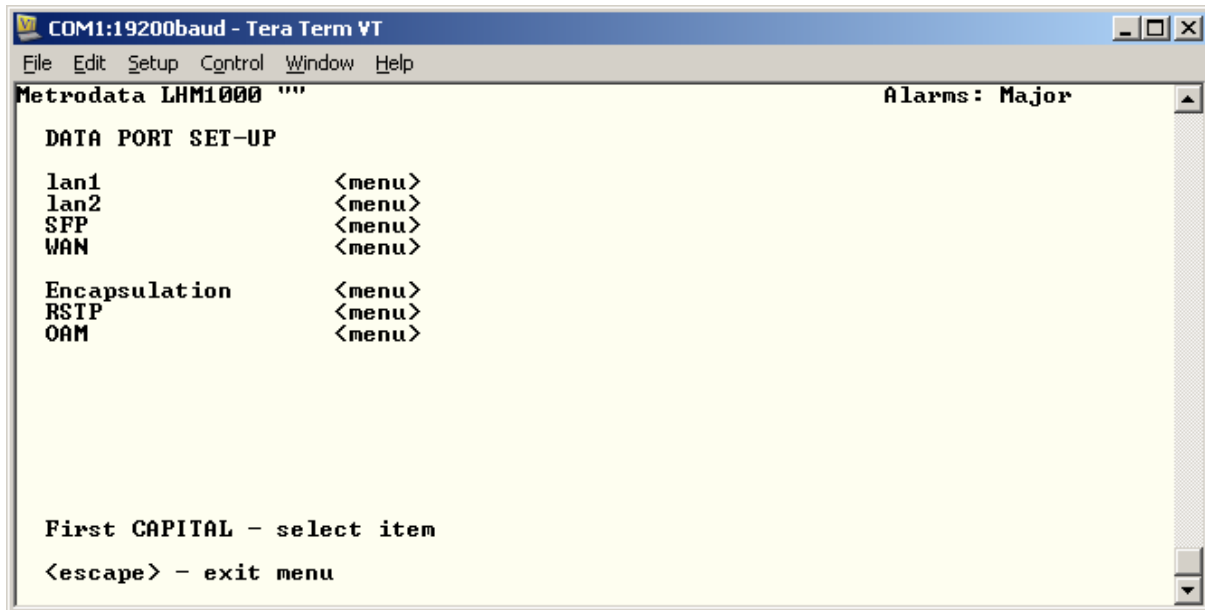 COM1:19200baud - Tera Term VT
File Edit Setup Control Window Help
Metrodata LHM1000 "" Alarms: Major
DATA PORT SET-UP
lan1 <menu>
lan2 <menu>
SFP <menu>
WAN <menu>
Encapsulation <menu>
RSTP <menu>
OAM <menu>
First CAPITAL - select item
<escape> - exit menu